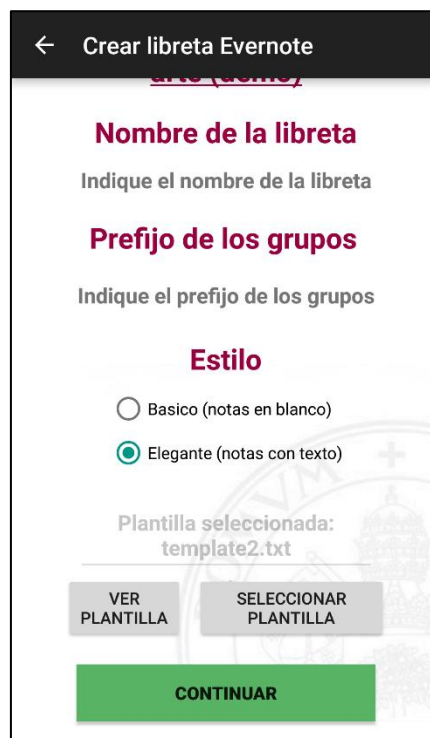 Crear libreta Evernote
arte (demo)
Nombre de la libreta
Indique el nombre de la libreta
Prefijo de los grupos
Indique el prefijo de los grupos
Estilo
Basico (notas en blanco)
Elegante (notas con texto)
Plantilla seleccionada:
template2.txt
VER
PLANTILLA
SELECCIONAR
PLANTILLA
CONTINUAR